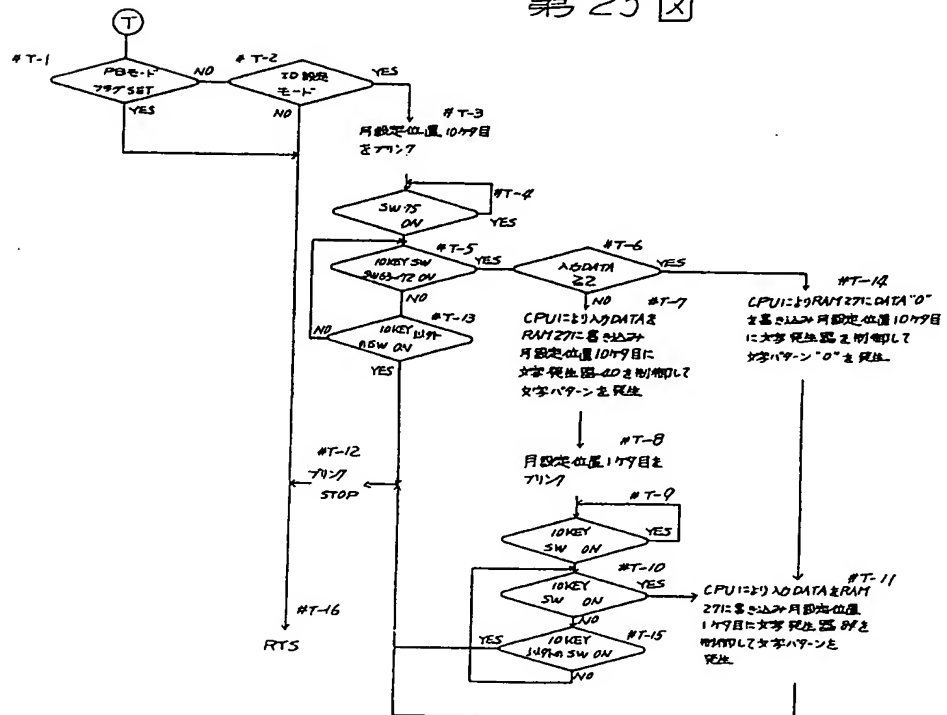 第25図
T
#T-1
PBモード
フラグSET
NO
YES
#T-2
ID設定
モード
YES
NO
#T-3
月設定位置10ケタ目
をブリンク
#T-4
SW75
ON
YES
#T-5
10KEY SW
SW63-72 ON
YES
NO
#T-6
入力DATA
≧2
YES
NO
#T-7
CPUにより入力DATAを
RAM27に書き込み
月設定位置10ケタ目に
文字発生器40を制御して
文字パターンを発生
#T-14
CPUによりRAM27にDATA"0"
を書き込み月設定位置10ケタ目
に文字発生器を制御して
文字パターン"0"を発生
#T-13
10KEY以外
のSW ON
NO
YES
#T-8
月設定位置1ケタ目を
ブリンク
#T-12
ブリンク
STOP
#T-9
10KEY
SW ON
YES
#T-10
10KEY
SW ON
YES
NO
#T-11
CPUにより入力DATAをRAM
27に書き込み月設定位置
1ケタ目に文字発生器を
制御して文字パターンを
発生
#T-15
10KEY
以外のSW ON
YES
NO
#T-16
RTS